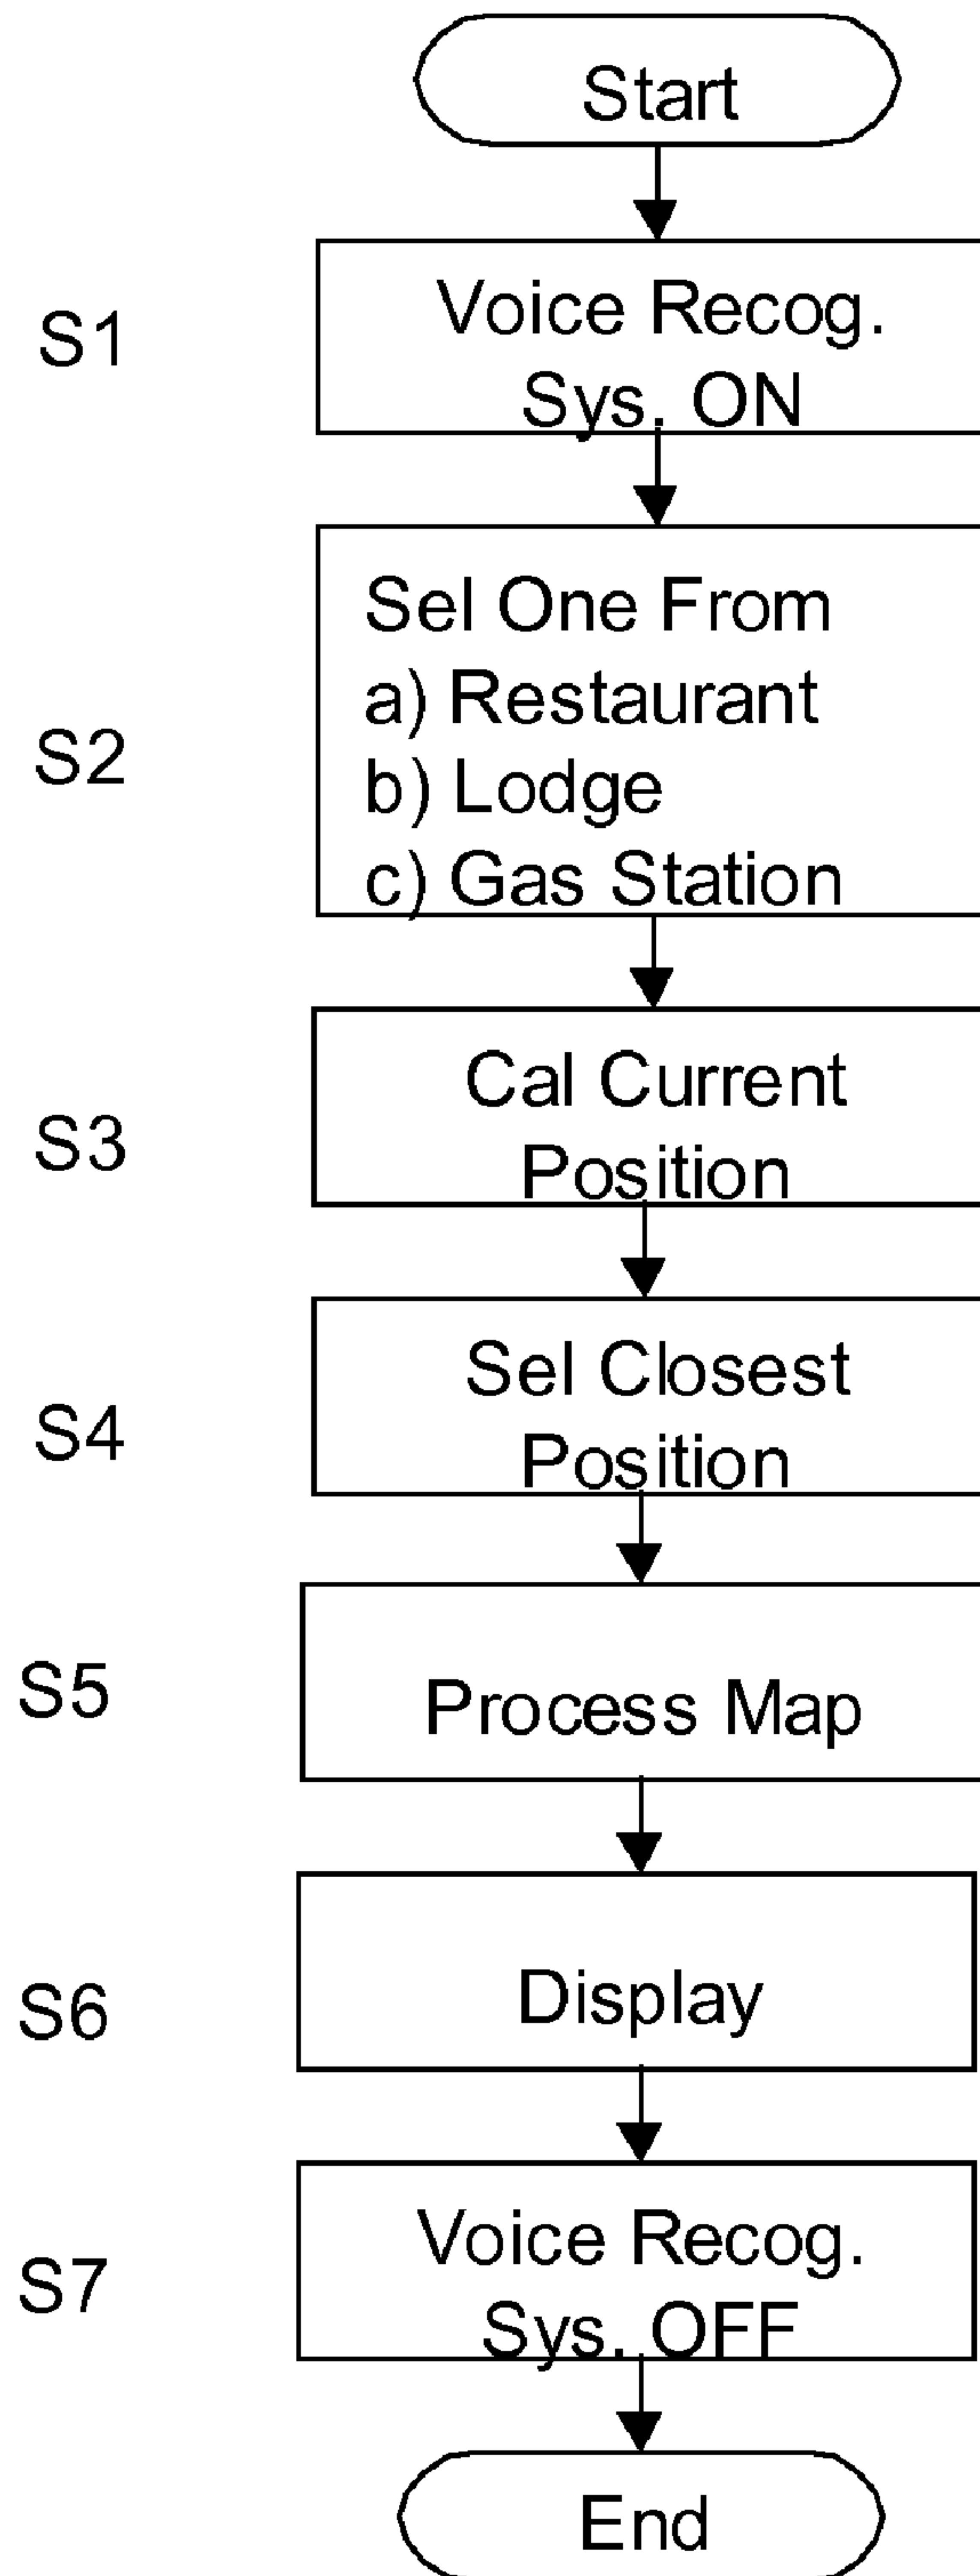 Start
S1
Voice Recog.
Sys. ON
S2
Sel One From
a) Restaurant
b) Lodge
c) Gas Station
S3
Cal Current
Position
S4
Sel Closest
Position
S5
Process Map
S6
Display
S7
Voice Recog.
Sys. OFF
End